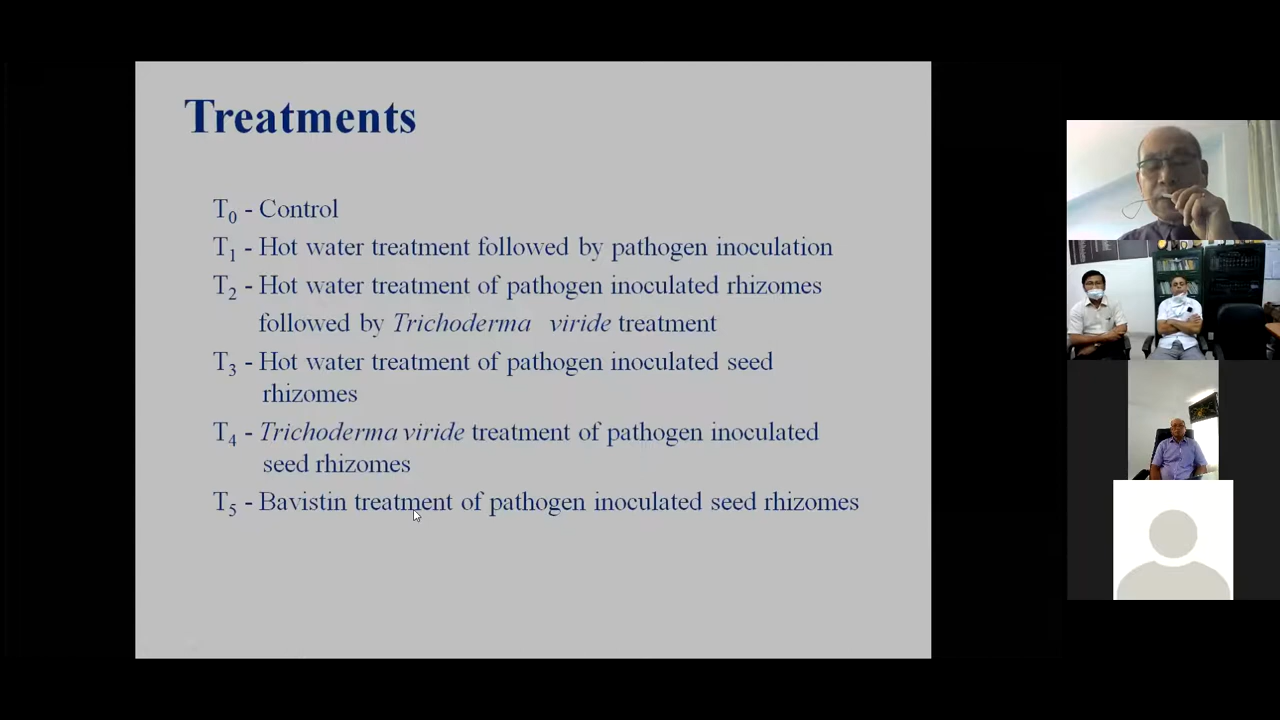 Treatments
T₀ - Control
T₁ - Hot water treatment followed by pathogen inoculation
T₂ - Hot water treatment of pathogen inoculated rhizomes
followed by Trichoderma viride treatment
T₃ - Hot water treatment of pathogen inoculated seed
rhizomes
T₄ - Trichoderma viride treatment of pathogen inoculated
seed rhizomes
T₅ - Bavistin treatment of pathogen inoculated seed rhizomes